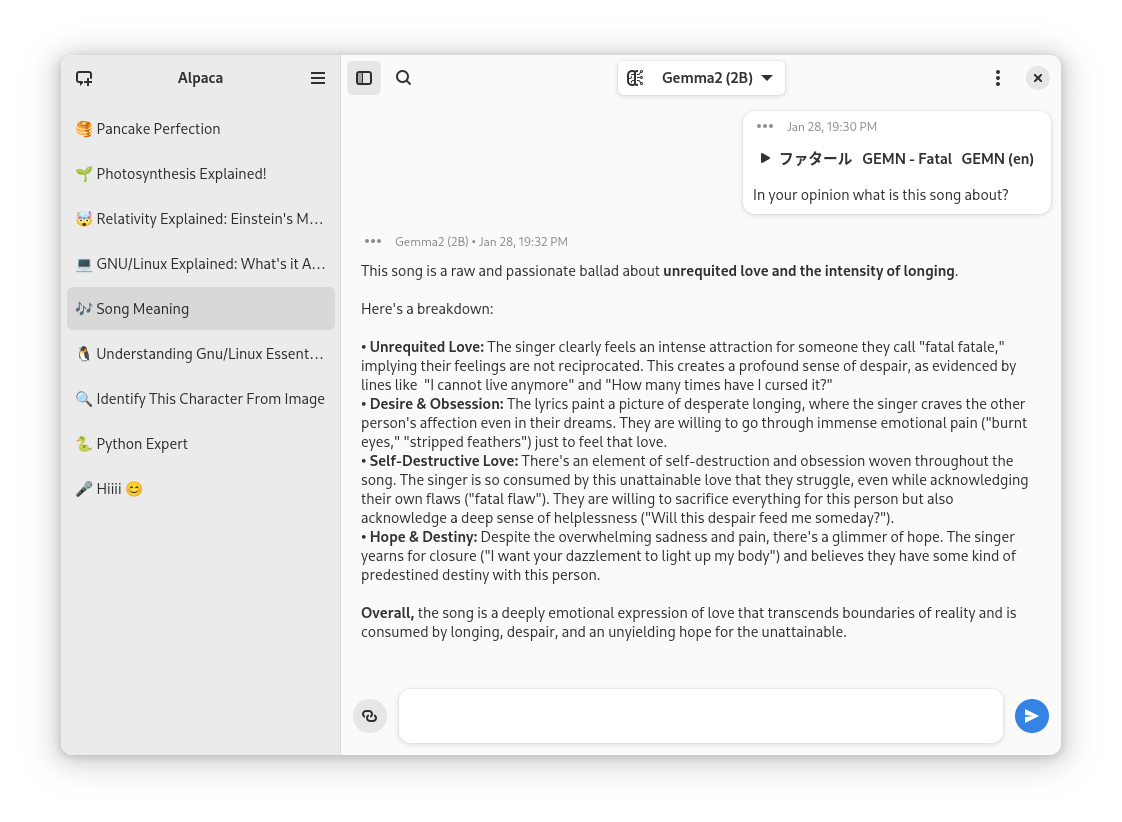 Alpaca
🥞 Pancake Perfection
🌱 Photosynthesis Explained!
🤯 Relativity Explained: Einstein's M…
💻 GNU/Linux Explained: What's it A…
🎶 Song Meaning
🐧 Understanding Gnu/Linux Essent…
🔍 Identify This Character From Image
🐍 Python Expert
🎤 Hiiii 😊
Gemma2 (2B)
Jan 28, 19:30 PM
ファタール GEMN - Fatal GEMN (en)
In your opinion what is this song about?
Gemma2 (2B) • Jan 28, 19:32 PM
This song is a raw and passionate ballad about unrequited love and the intensity of longing.
Here's a breakdown:
• Unrequited Love: The singer clearly feels an intense attraction for someone they call "fatal fatale,"
implying their feelings are not reciprocated. This creates a profound sense of despair, as evidenced by
lines like "I cannot live anymore" and "How many times have I cursed it?"
• Desire & Obsession: The lyrics paint a picture of desperate longing, where the singer craves the other
person's affection even in their dreams. They are willing to go through immense emotional pain ("burnt
eyes," "stripped feathers") just to feel that love.
• Self-Destructive Love: There's an element of self-destruction and obsession woven throughout the
song. The singer is so consumed by this unattainable love that they struggle, even while acknowledging
their own flaws ("fatal flaw"). They are willing to sacrifice everything for this person but also
acknowledge a deep sense of helplessness ("Will this despair feed me someday?").
• Hope & Destiny: Despite the overwhelming sadness and pain, there's a glimmer of hope. The singer
yearns for closure ("I want your dazzlement to light up my body") and believes they have some kind of
predestined destiny with this person.
Overall, the song is a deeply emotional expression of love that transcends boundaries of reality and is
consumed by longing, despair, and an unyielding hope for the unattainable.